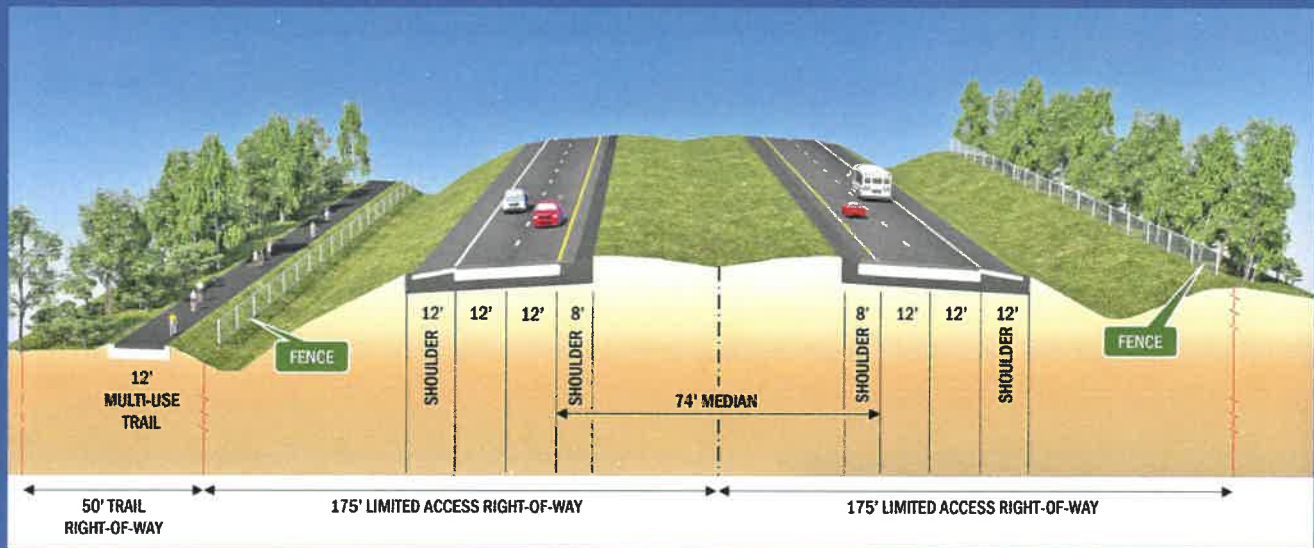 FENCE
FENCE
12'
MULTI-USE
TRAIL
12'
SHOULDER
12'
12'
8'
SHOULDER
8'
SHOULDER
12'
12'
12'
SHOULDER
74' MEDIAN
50' TRAIL
RIGHT-OF-WAY
175' LIMITED ACCESS RIGHT-OF-WAY
175' LIMITED ACCESS RIGHT-OF-WAY